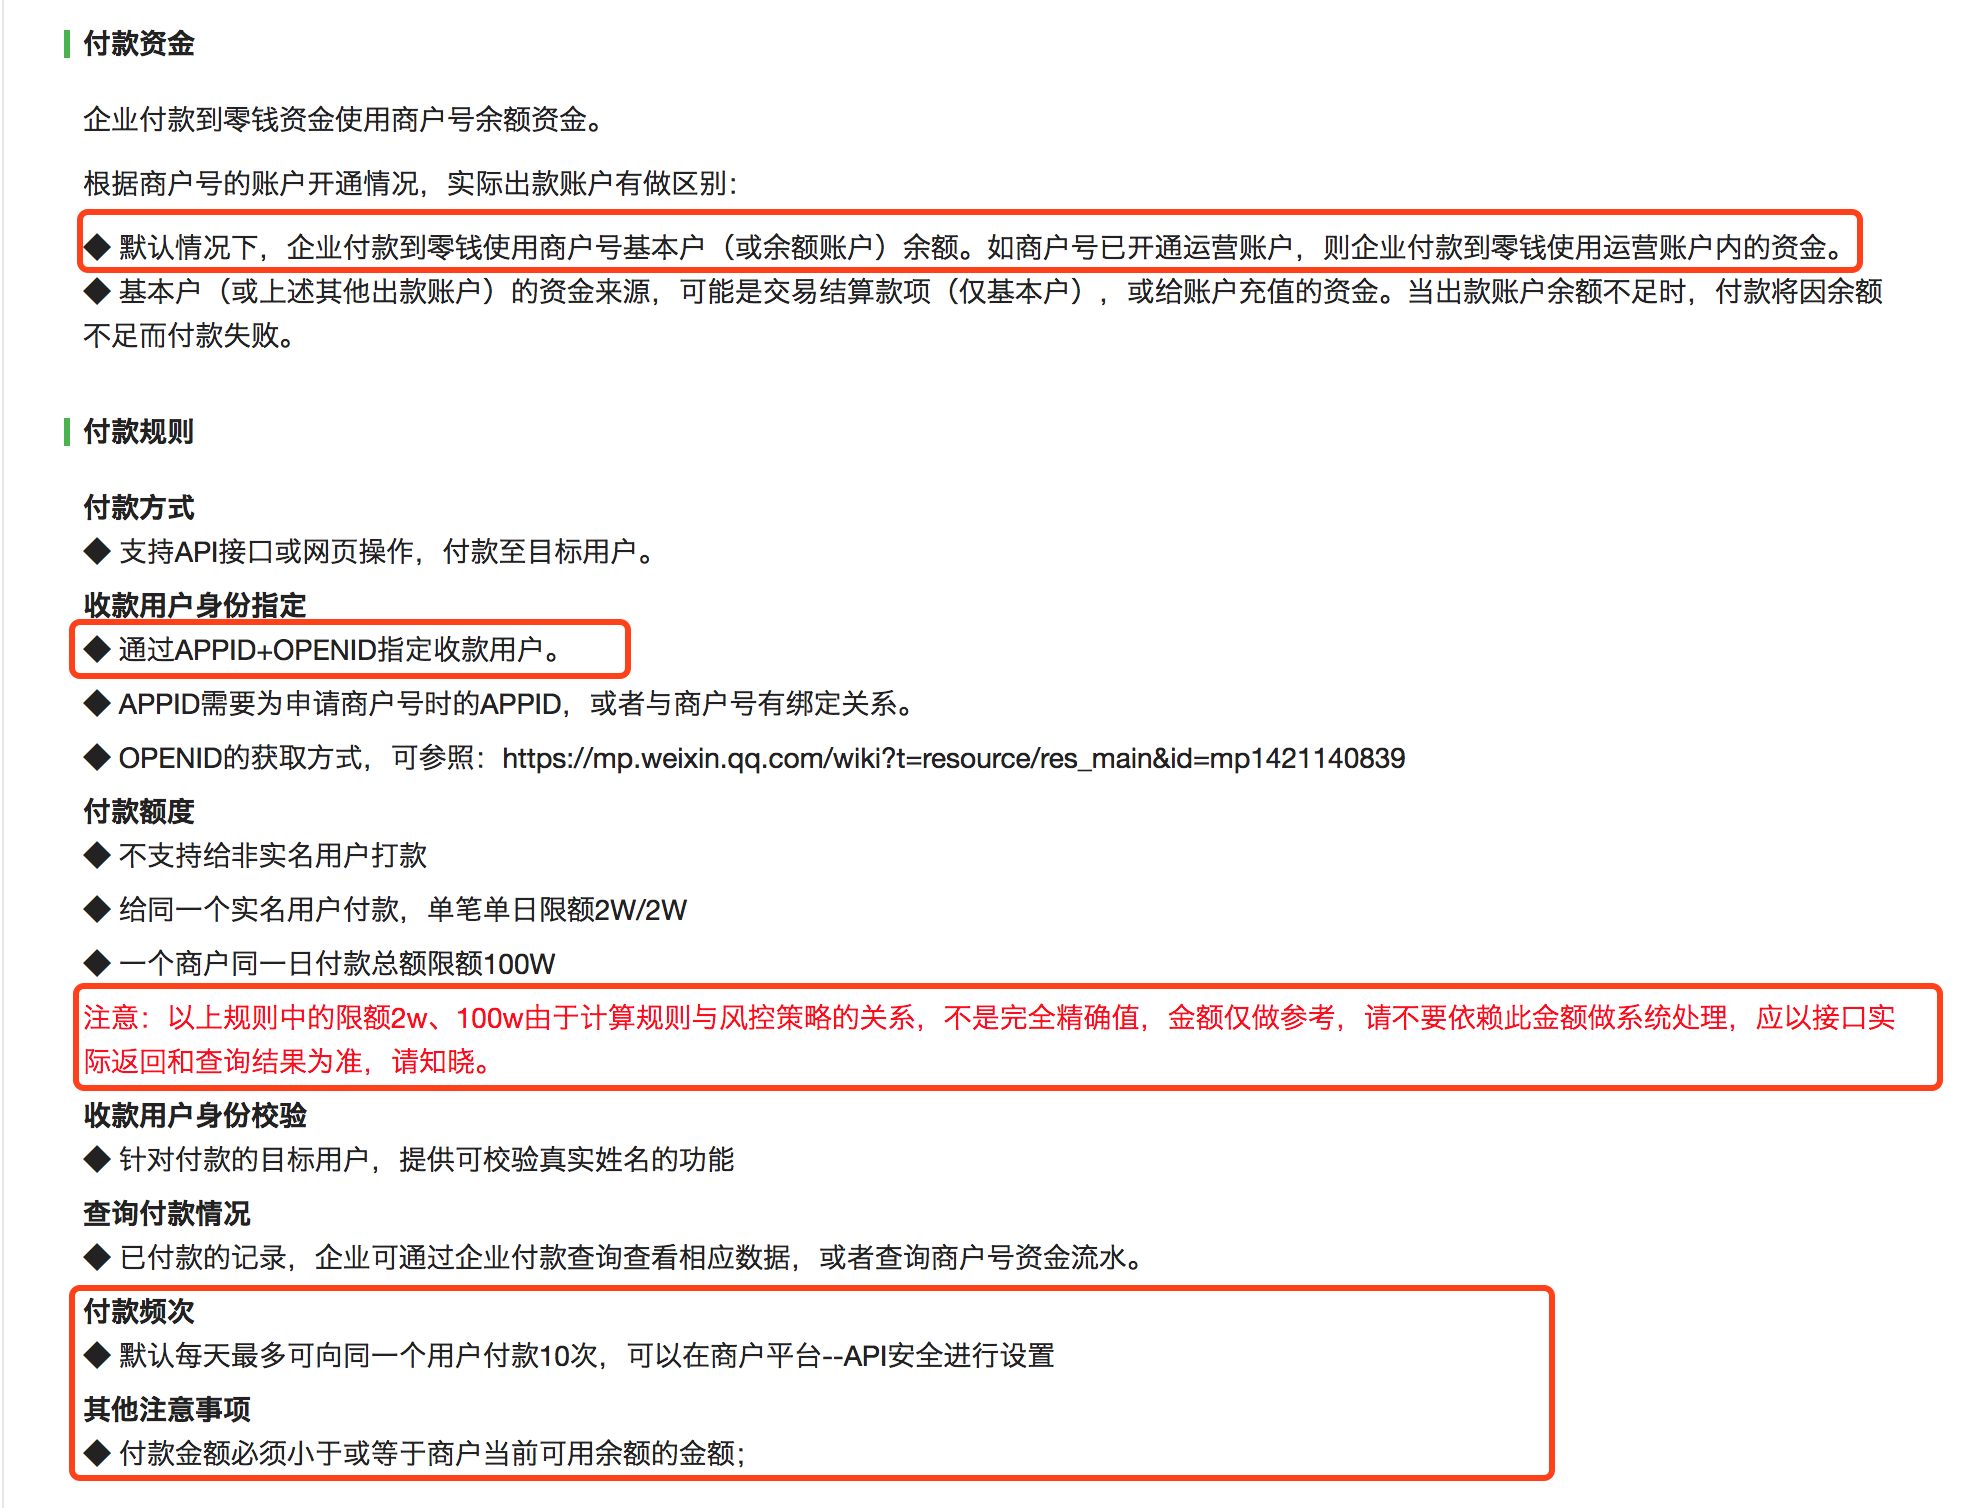 付款资金
企业付款到零钱资金使用商户号余额资金。
根据商户号的账户开通情况，实际出款账户有做区别：
◆ 默认情况下，企业付款到零钱使用商户号基本户（或余额账户）余额。如商户号已开通运营账户，则企业付款到零钱使用运营账户内的资金。
◆ 基本户（或上述其他出款账户）的资金来源，可能是交易结算款项（仅基本户），或给账户充值的资金。当出款账户余额不足时，付款将因余额
不足而付款失败。
付款规则
付款方式
◆ 支持API接口或网页操作，付款至目标用户。
收款用户身份指定
◆ 通过APPID+OPENID指定收款用户。
◆ APPID需要为申请商户号时的APPID，或者与商户号有绑定关系。
◆ OPENID的获取方式，可参照：https://mp.weixin.qq.com/wiki?t=resource/res_main&id=mp1421140839
付款额度
◆ 不支持给非实名用户打款
◆ 给同一个实名用户付款，单笔单日限额2W/2W
◆ 一个商户同一日付款总额限额100W
注意：以上规则中的限额2w、100w由于计算规则与风控策略的关系，不是完全精确值，金额仅做参考，请不要依赖此金额做系统处理，应以接口实
际返回和查询结果为准，请知晓。
收款用户身份校验
◆ 针对付款的目标用户，提供可校验真实姓名的功能
查询付款情况
◆ 已付款的记录，企业可通过企业付款查询查看相应数据，或者查询商户号资金流水。
付款频次
◆ 默认每天最多可向同一个用户付款10次，可以在商户平台--API安全进行设置
其他注意事项
◆ 付款金额必须小于或等于商户当前可用余额的金额；